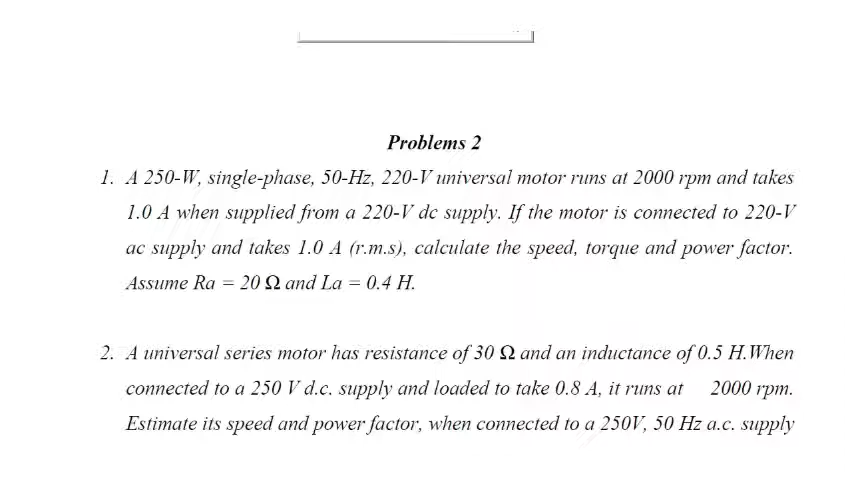 Problems 2
1. A 250-W, single-phase, 50-Hz, 220-V universal motor runs at 2000 rpm and takes
1.0 A when supplied from a 220-V dc supply. If the motor is connected to 220-V
ac supply and takes 1.0 A (r.m.s), calculate the speed, torque and power factor.
Assume Ra = 20 Ω and La = 0.4 H.
2. A universal series motor has resistance of 30 Ω and an inductance of 0.5 H.When
connected to a 250 V d.c. supply and loaded to take 0.8 A, it runs at 2000 rpm.
Estimate its speed and power factor, when connected to a 250V, 50 Hz a.c. supply